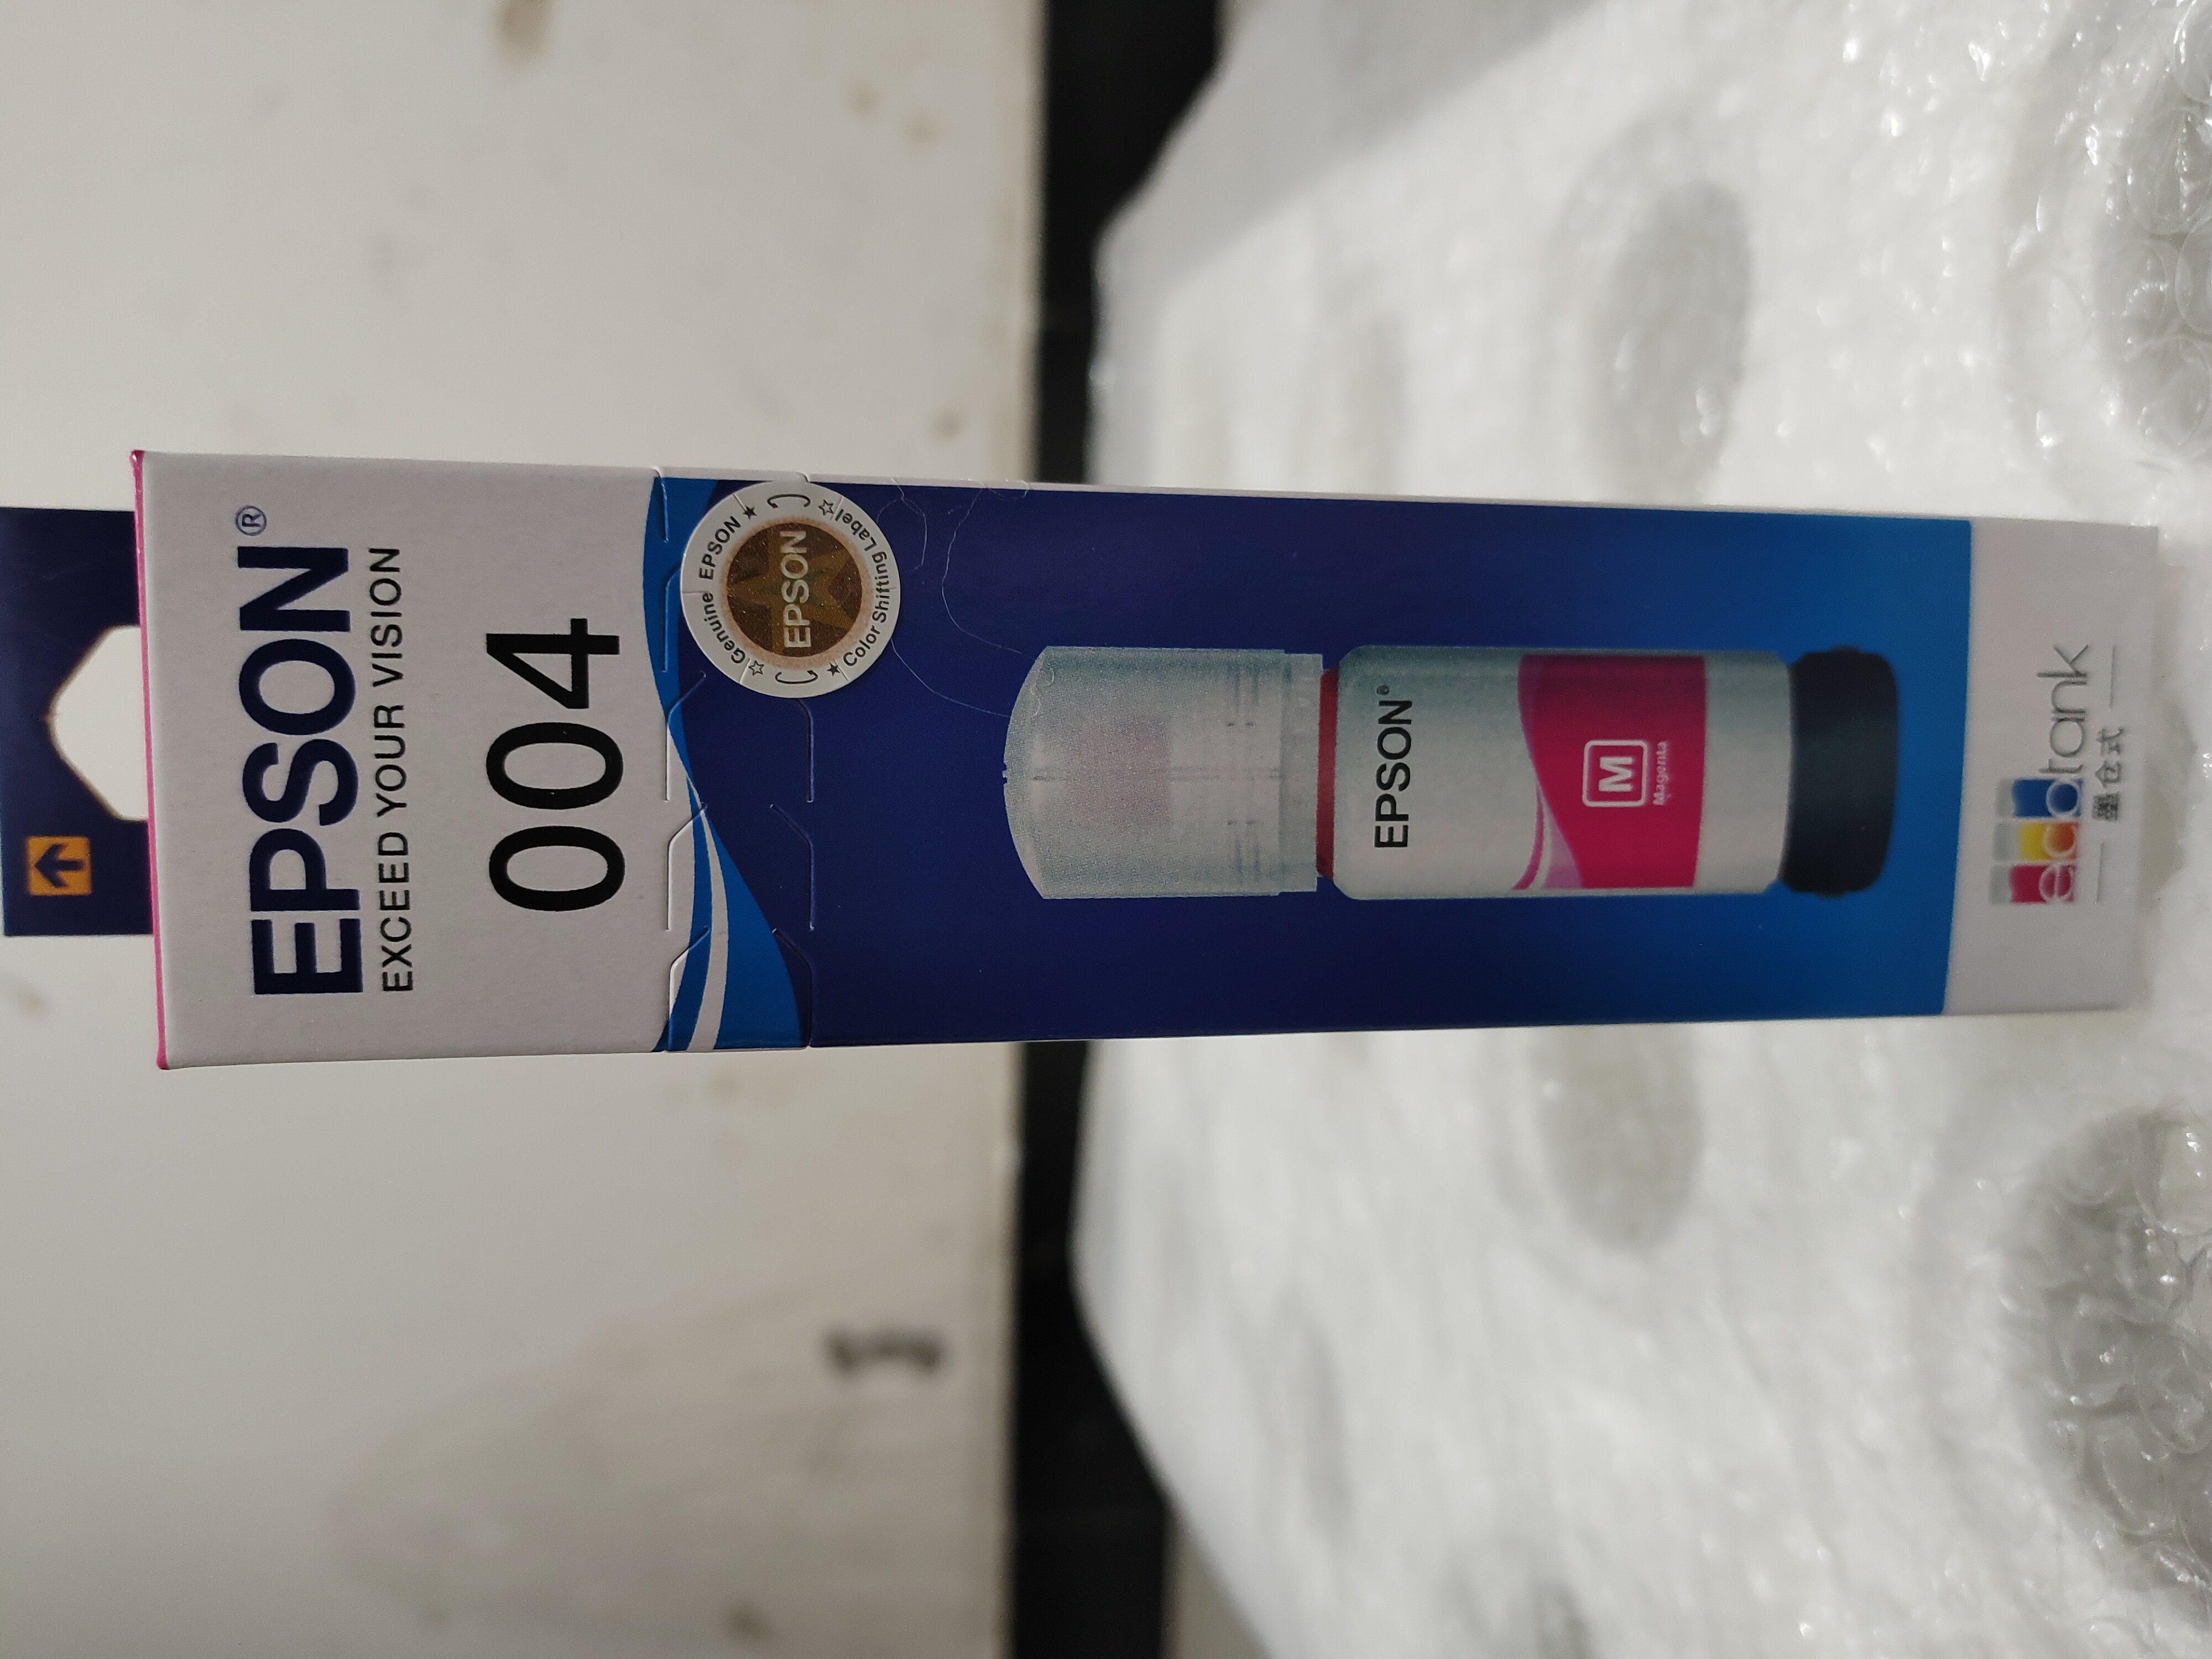 EPSON®
EXCEED YOUR VISION
004
☆ Genuine EPSON ★
EPSON
★ Color Shifting Label ☆
EPSON®
M
Magenta
ecotank
墨仓式